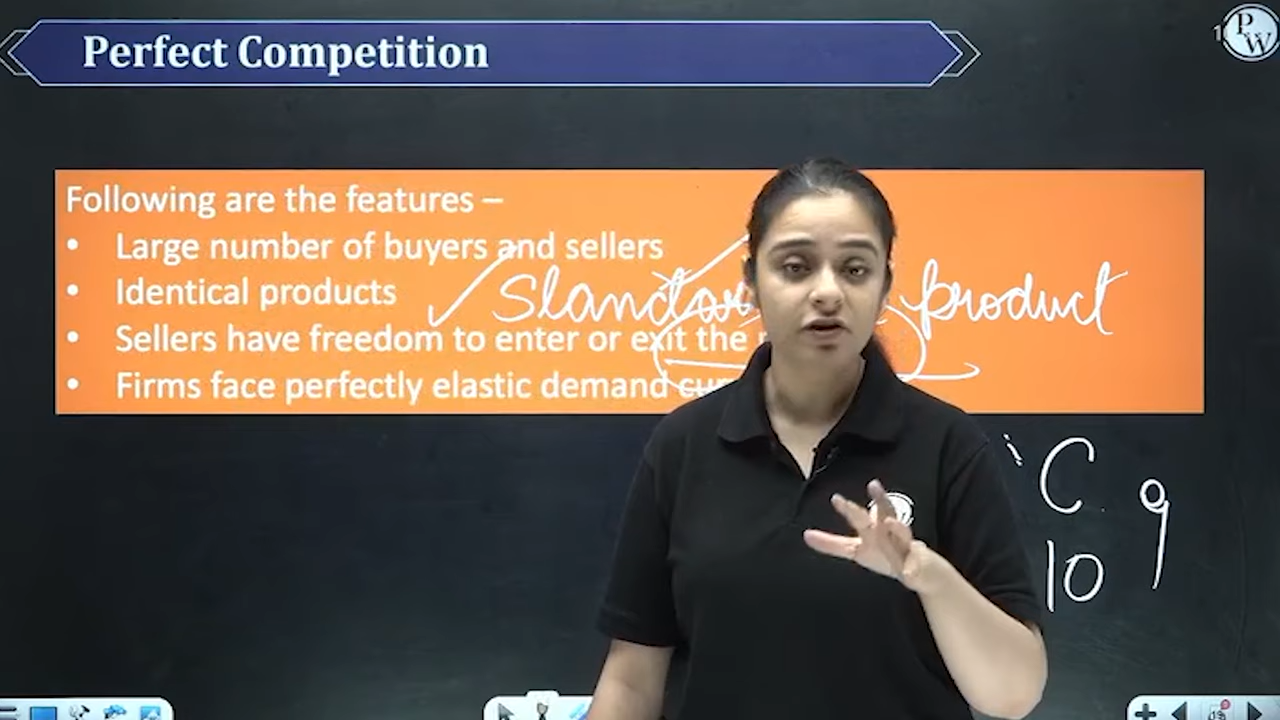 Perfect Competition
PW
Following are the features –
• Large number of buyers and sellers
• Identical products
product
• Sellers have freedom to enter or exit the
• Firms face perfectly elastic demand
C 9
10